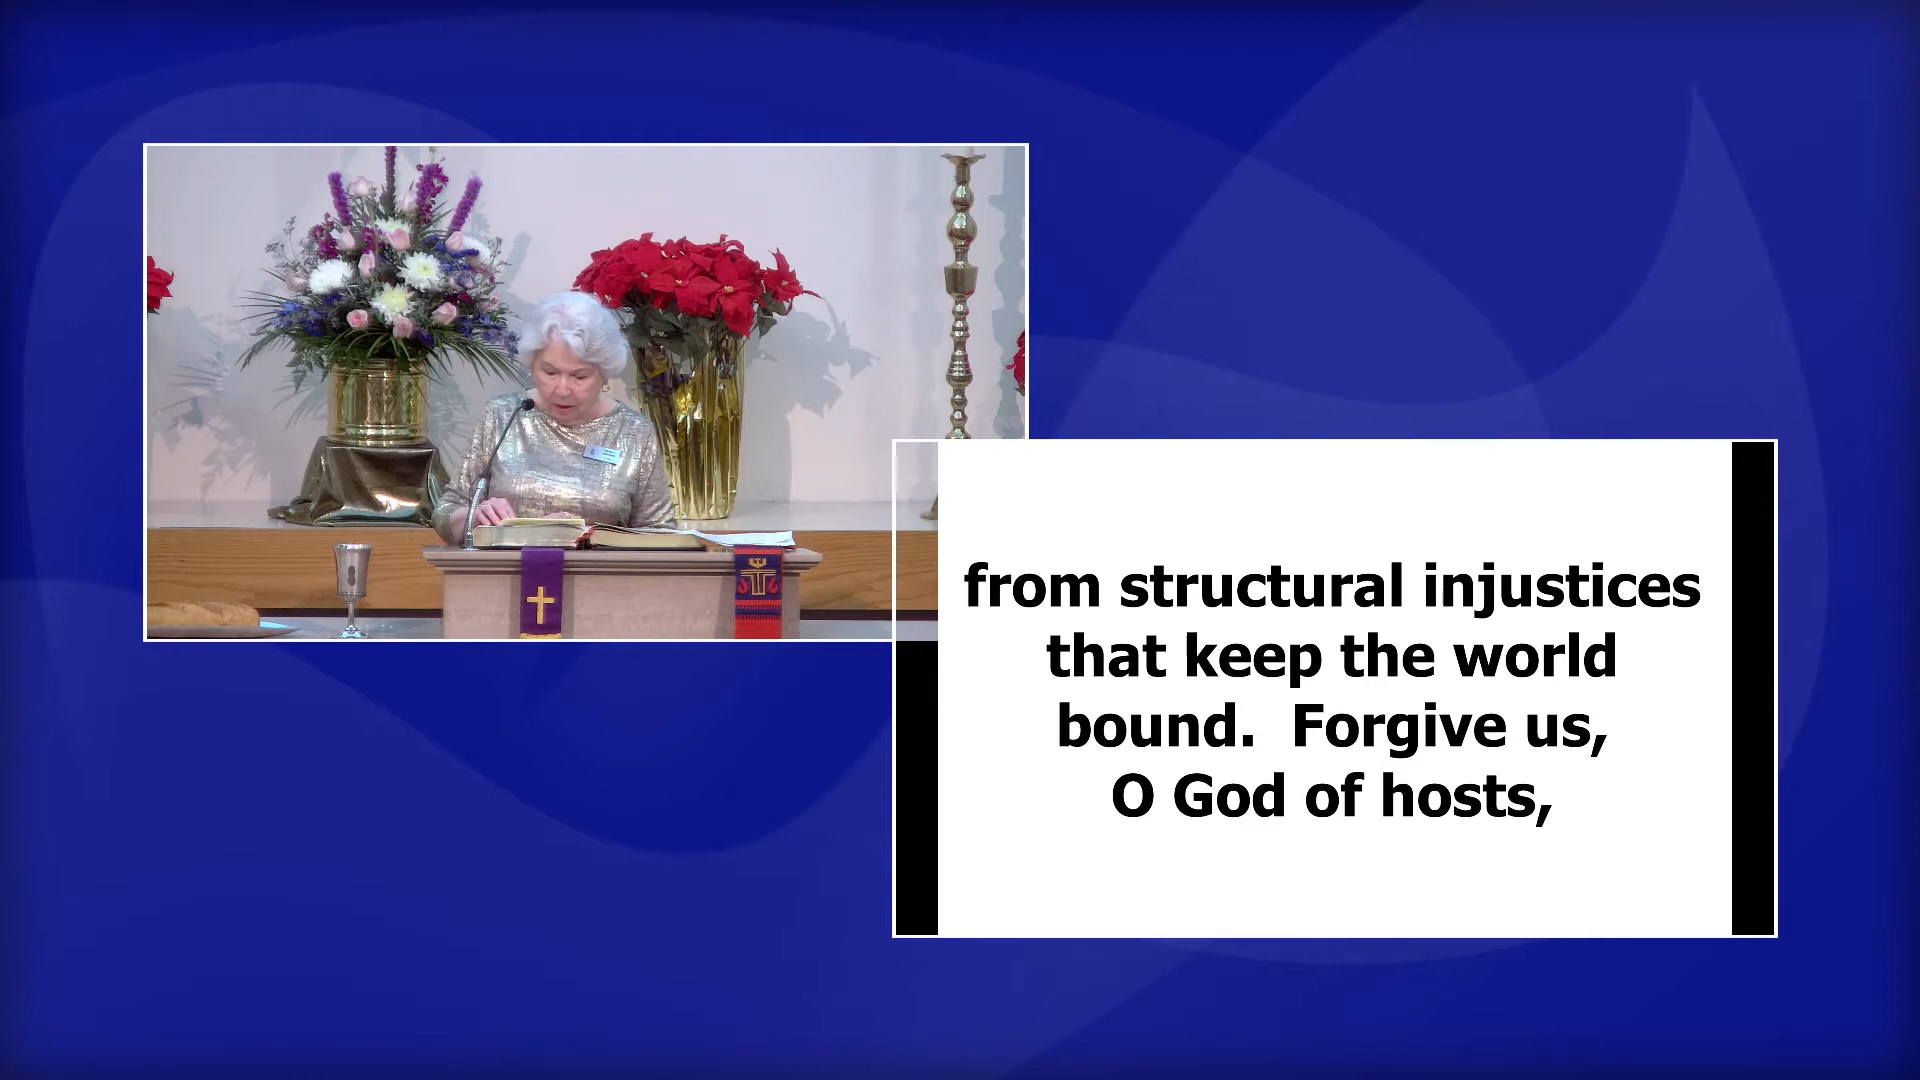 from structural injustices
that keep the world
bound.  Forgive us,
O God of hosts,